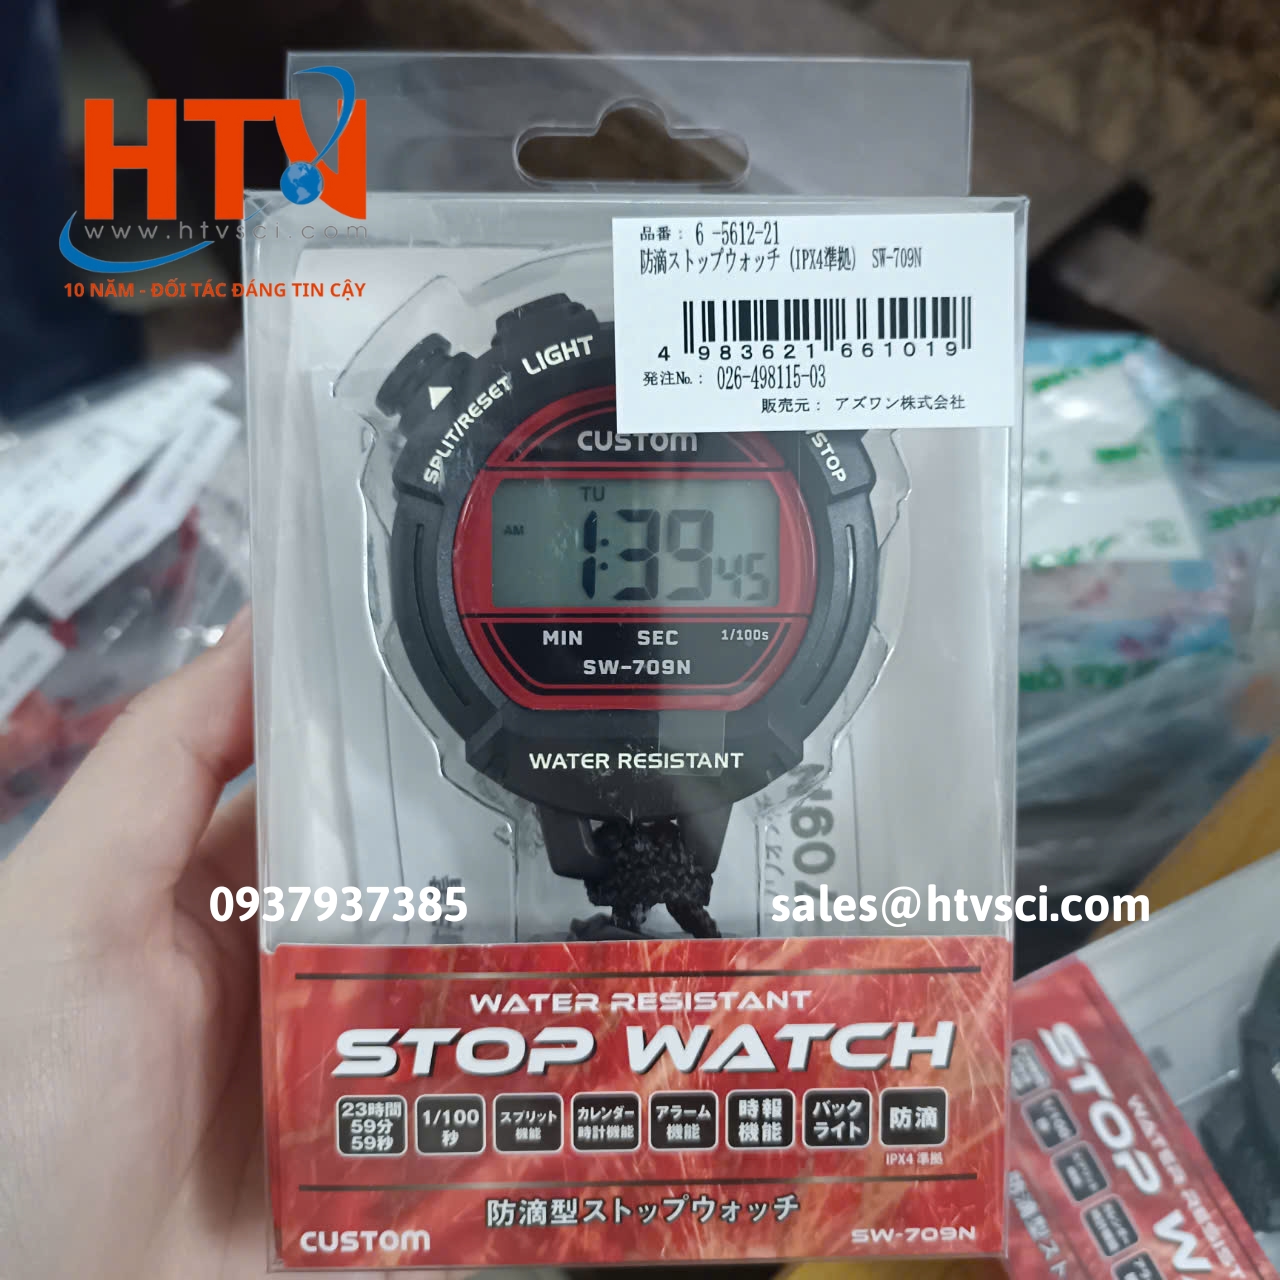 HTV
www.htvsci.com
10 NĂM - ĐỐI TÁC ĐÁNG TIN CẬY
品番： 6 -5612-21
防滴ストップウォッチ (IPX4準拠) SW-709N
4 983621 661019
発注No.： 026-498115-03
販売元： アズワン株式会社
SPLIT/RESET
LIGHT
STOP
CUSTOM
TU
AM 1:39 45
MIN SEC 1/100s
SW-709N
WATER RESISTANT
0937937385
sales@htvsci.com
WATER RESISTANT
STOP WATCH
23時間
59分
59秒
1/100
秒
スプリット
機能
カレンダー
時計機能
アラーム
機能
時報
機能
バック
ライト
防滴
IPX4 準拠
防滴型ストップウォッチ
CUSTOM
SW-709N
WATER RESIST
STOP W